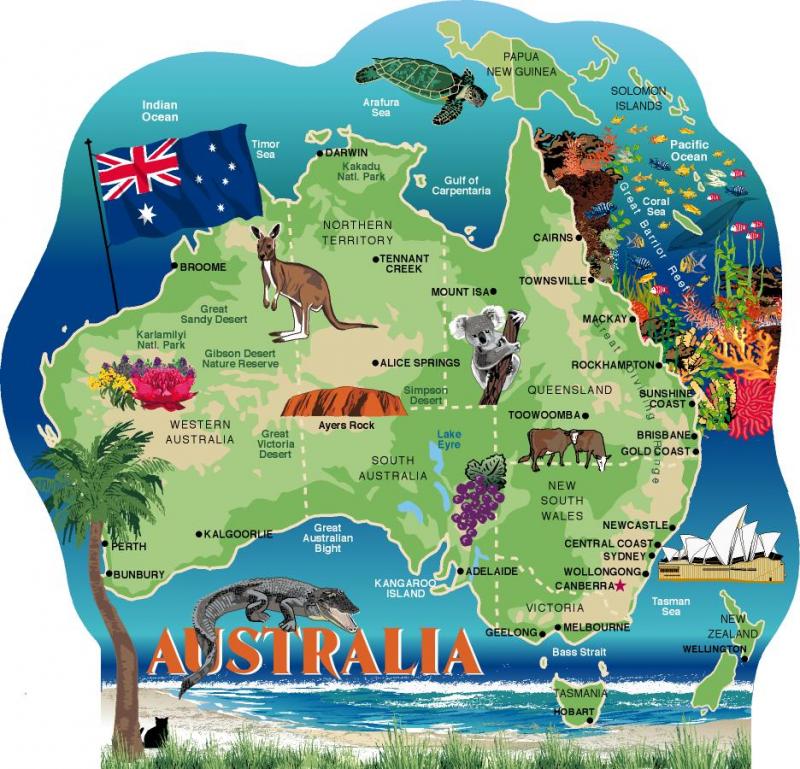 PAPUA
NEW GUINEA
SOLOMON
ISLANDS
Indian
Ocean
Arafura
Sea
Timor
Sea
DARWIN
Kakadu
Natl. Park
Gulf of
Carpentaria
Pacific
Ocean
Coral
Sea
Great Barrier Reef
NORTHERN
TERRITORY
CAIRNS
TENNANT
CREEK
BROOME
TOWNSVILLE
MOUNT ISA
Great
Sandy Desert
MACKAY
Great Dividing Range
Karlamilyi
Natl. Park
Gibson Desert
Nature Reserve
ALICE SPRINGS
ROCKHAMPTON
Simpson
Desert
QUEENSLAND
SUNSHINE
COAST
Ayers Rock
TOOWOOMBA
WESTERN
AUSTRALIA
Great
Victoria
Desert
Lake
Eyre
BRISBANE
GOLD COAST
SOUTH
AUSTRALIA
NEW
SOUTH
WALES
NEWCASTLE
KALGOORLIE
Great
Australian
Bight
PERTH
CENTRAL COAST
SYDNEY
BUNBURY
ADELAIDE
WOLLONGONG
KANGAROO
ISLAND
CANBERRA
VICTORIA
Tasman
Sea
NEW
ZEALAND
GEELONG
MELBOURNE
WELLINGTON
Bass Strait
AUSTRALIA
TASMANIA
HOBART